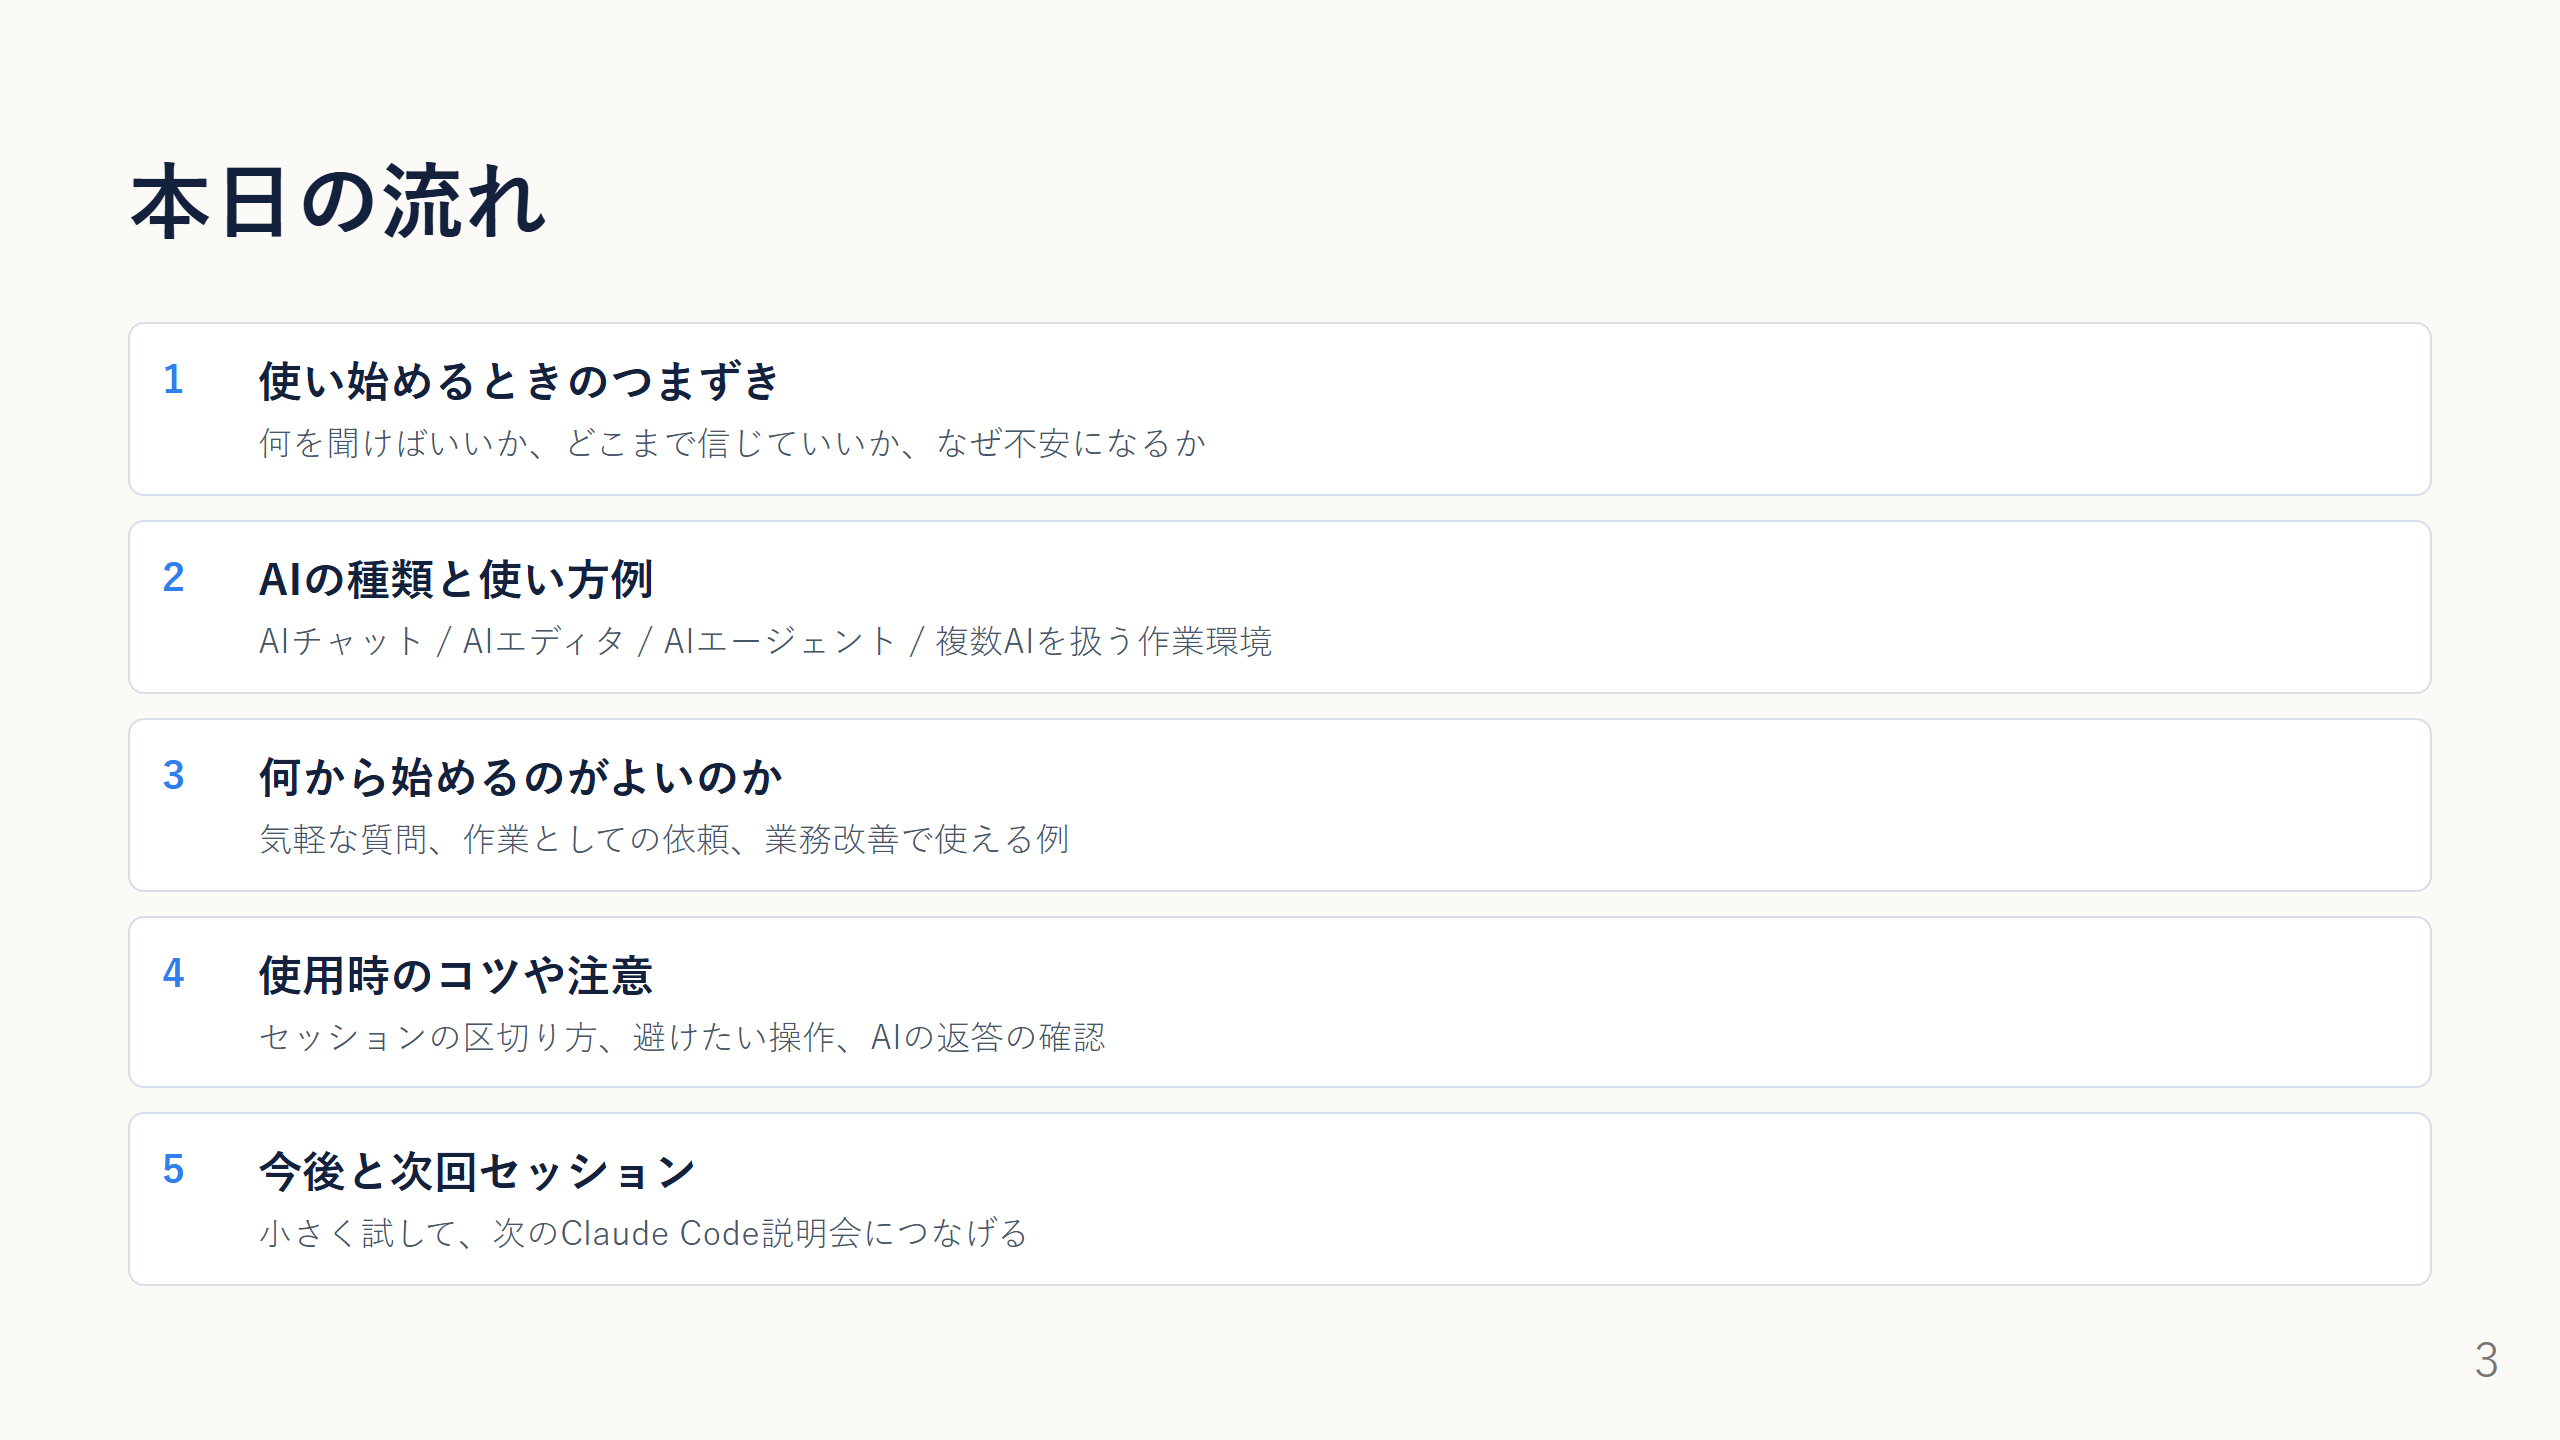 本日の流れ
1
使い始めるときのつまずき
何を聞けばいいか、どこまで信じていいか、なぜ不安になるか
2
AIの種類と使い方例
AIチャット / AIエディタ / AIエージェント / 複数AIを扱う作業環境
3
何から始めるのがよいのか
気軽な質問、作業としての依頼、業務改善で使える例
4
使用時のコツや注意
セッションの区切り方、避けたい操作、AIの返答の確認
5
今後と次回セッション
小さく試して、次のClaude Code説明会につなげる
3